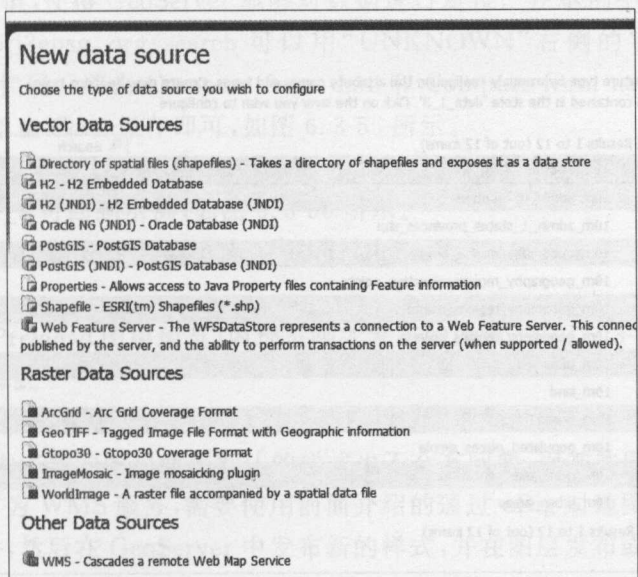 New data source
Choose the type of data source you wish to configure
Vector Data Sources
Directory of spatial files (shapefiles) - Takes a directory of shapefiles and exposes it as a data store
H2 - H2 Embedded Database
H2 (JNDI) - H2 Embedded Database (JNDI)
Oracle NG (JNDI) - Oracle Database (JNDI)
PostGIS - PostGIS Database
PostGIS (JNDI) - PostGIS Database (JNDI)
Properties - Allows access to Java Property files containing Feature information
Shapefile - ESRI(tm) Shapefiles (*.shp)
Web Feature Server - The WFSDataStore represents a connection to a Web Feature Server. This connec
published by the server, and the ability to perform transactions on the server (when supported / allowed).
Raster Data Sources
ArcGrid - Arc Grid Coverage Format
GeoTIFF - Tagged Image File Format with Geographic information
Gtopo30 - Gtopo30 Coverage Format
ImageMosaic - Image mosaicking plugin
WorldImage - A raster file accompanied by a spatial data file
Other Data Sources
WMS - Cascades a remote Web Map Service